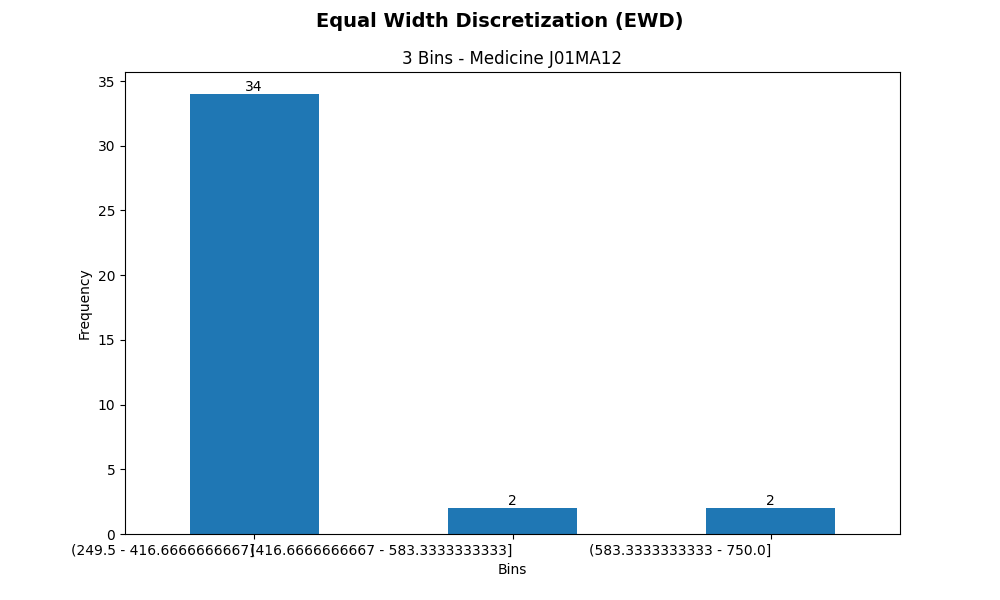 Equal Width Discretization (EWD)
3 Bins - Medicine J01MA12
35
30
25
20
15
10
5
0
Frequency
34
2
2
(249.5 - 416.6666666667]
(416.6666666667 - 583.3333333333]
(583.3333333333 - 750.0]
Bins